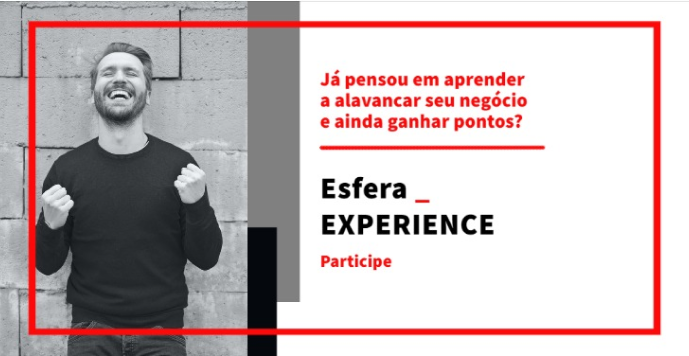 Já pensou em aprender
a alavancar seu negócio
e ainda ganhar pontos?
Esfera _
EXPERIENCE
Participe